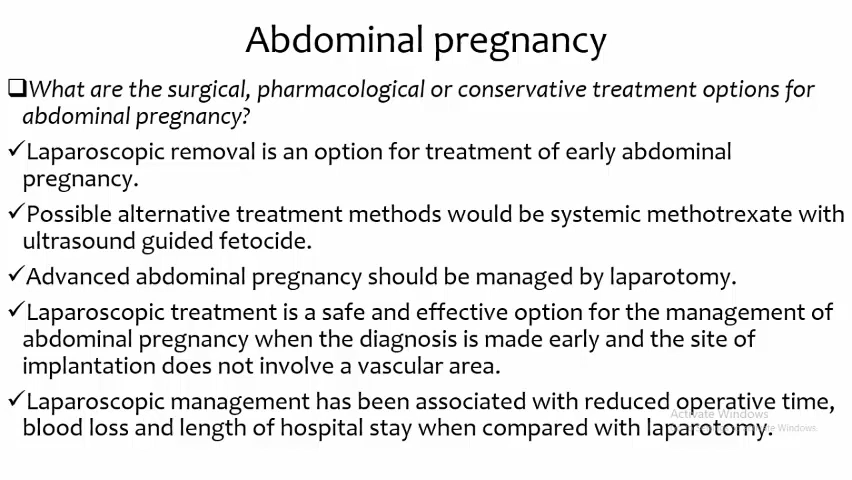 Abdominal pregnancy
❑What are the surgical, pharmacological or conservative treatment options for
abdominal pregnancy?
✓Laparoscopic removal is an option for treatment of early abdominal
pregnancy.
✓Possible alternative treatment methods would be systemic methotrexate with
ultrasound guided fetocide.
✓Advanced abdominal pregnancy should be managed by laparotomy.
✓Laparoscopic treatment is a safe and effective option for the management of
abdominal pregnancy when the diagnosis is made early and the site of
implantation does not involve a vascular area.
✓Laparoscopic management has been associated with reduced operative time,
Activate Windows
blood loss and length of hospital stay when compared with laparotomy.
Windows.